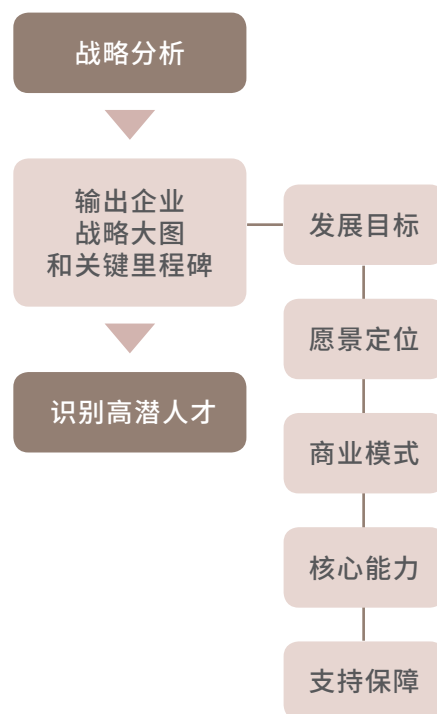 战略分析
输出企业
战略大图
和关键里程碑
发展目标
愿景定位
识别高潜人才
商业模式
核心能力
支持保障